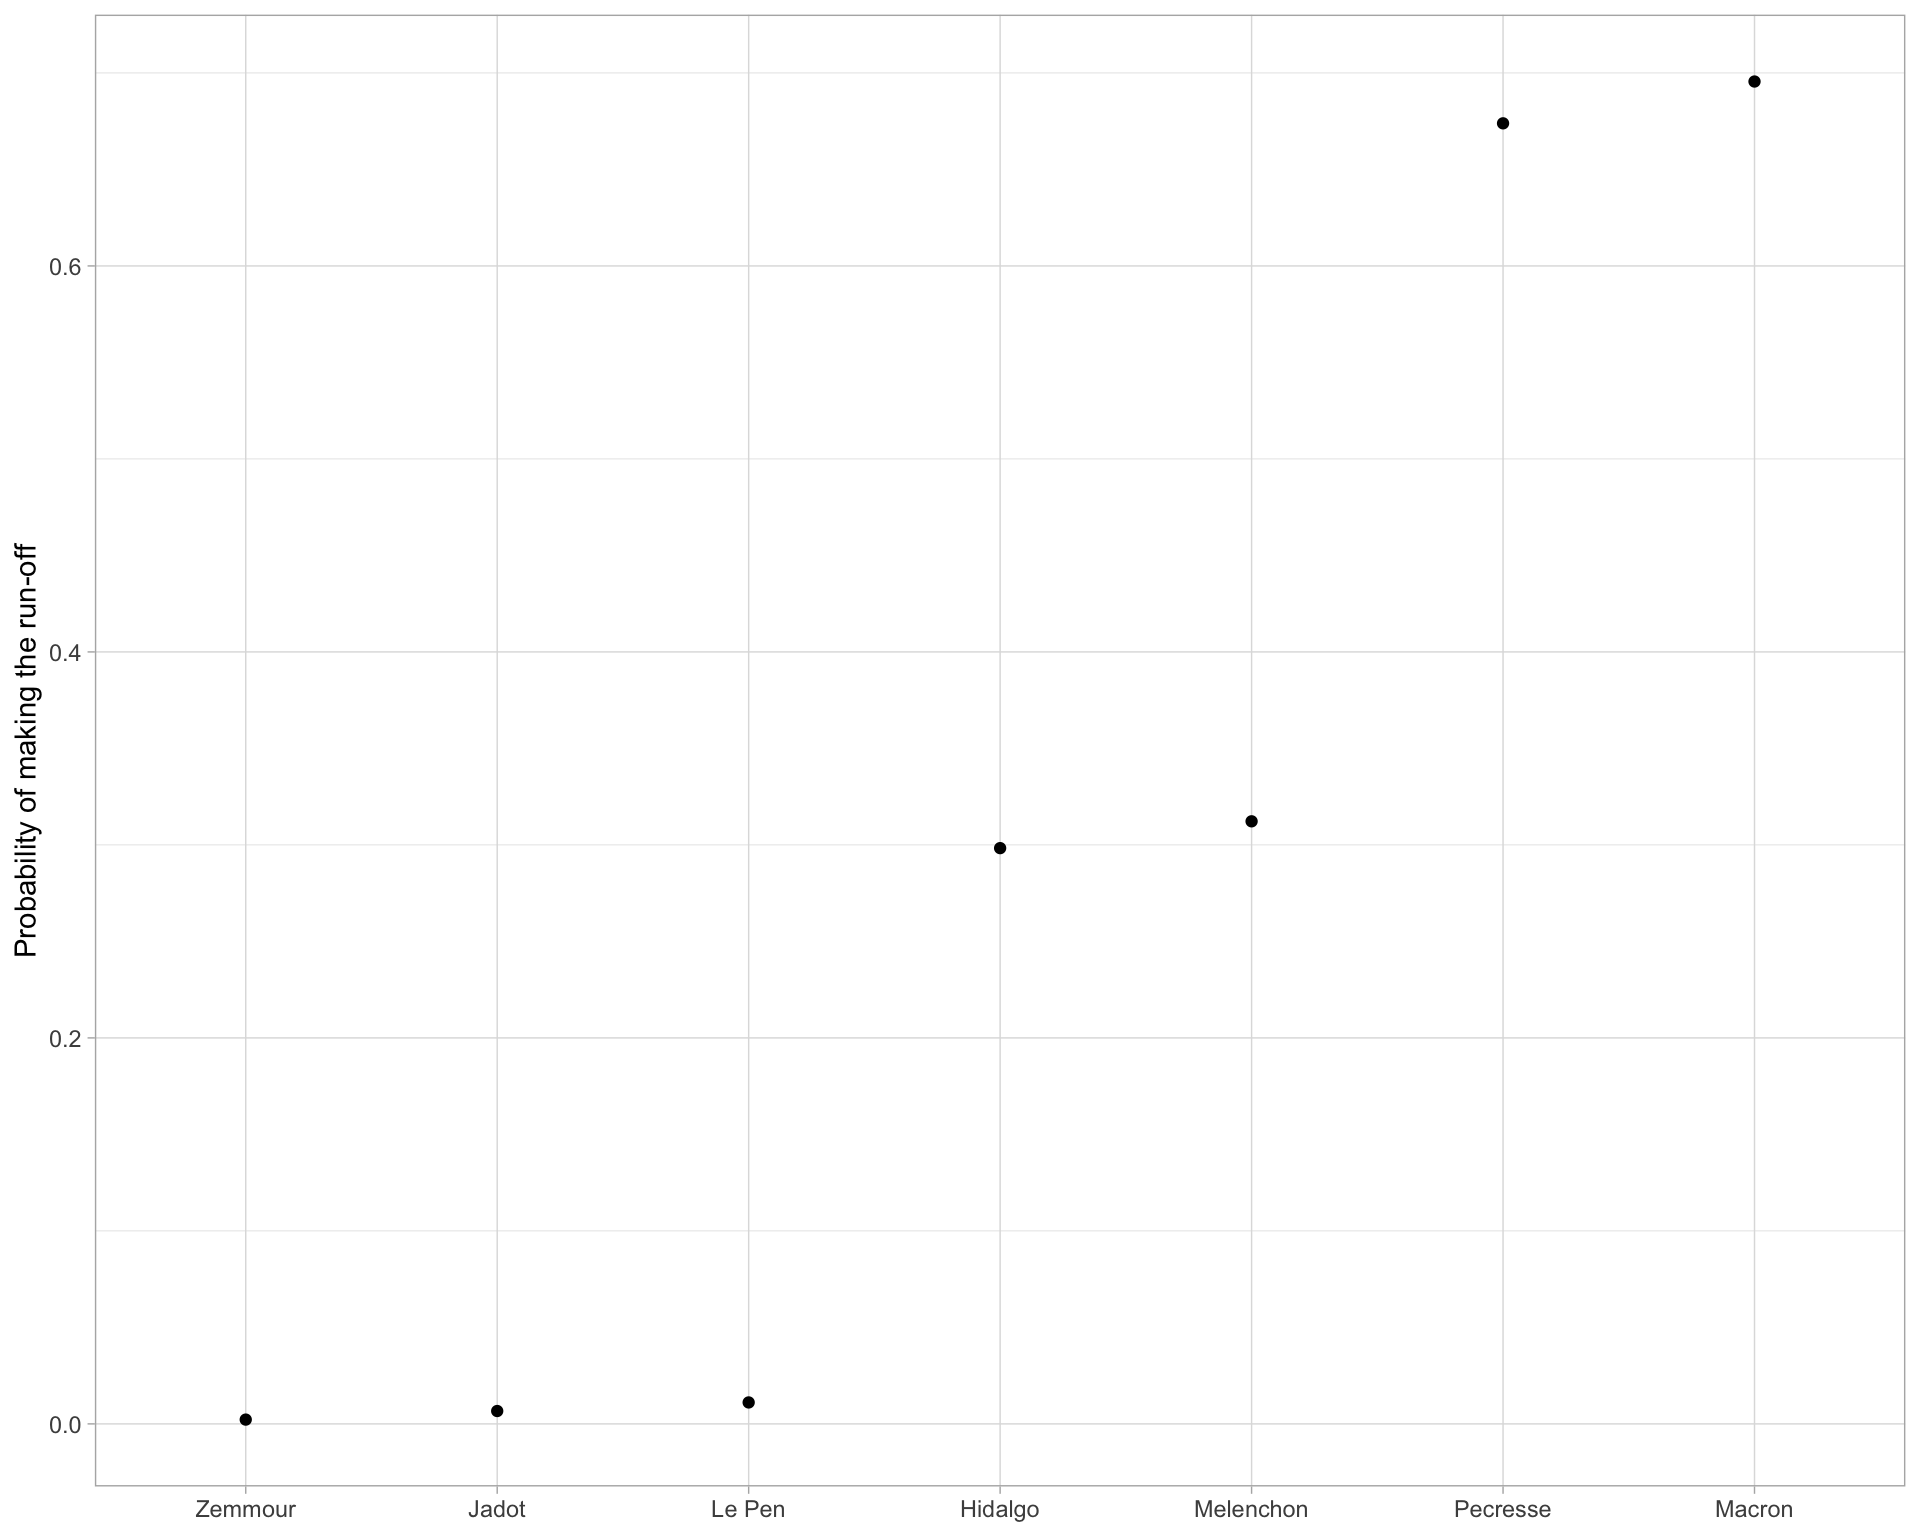 Probability of making the run-off
0.6
0.4
0.2
0.0
Zemmour Jadot Le Pen Hidalgo Melenchon Pecresse Macron